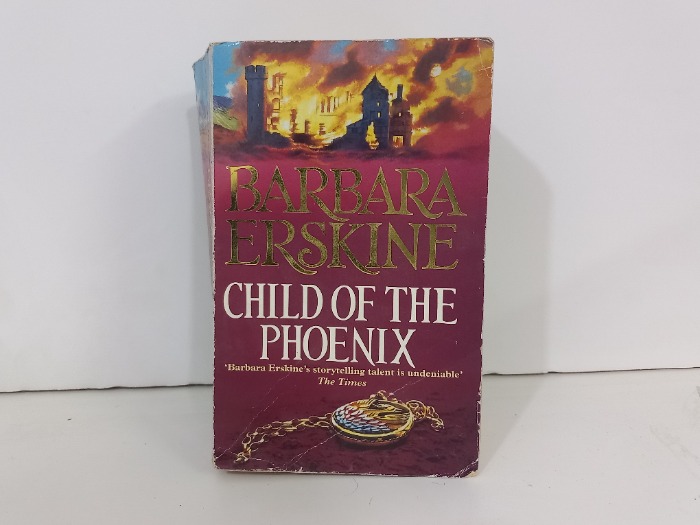 BARBARA
ERSKINE
CHILD OF THE
PHOENIX
'Barbara Erskine's storytelling talent is undeniable'
The Times